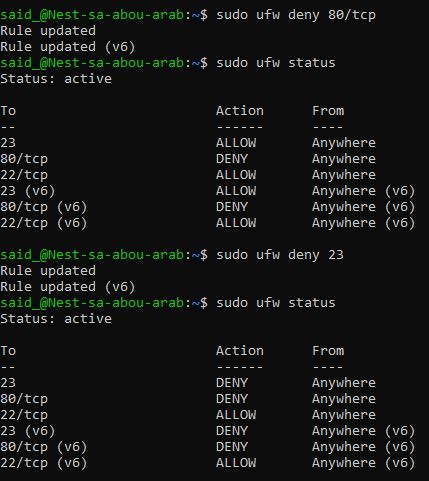 said_@Nest-sa-abou-arab:~$ sudo ufw deny 80/tcp
Rule updated
Rule updated (v6)
said_@Nest-sa-abou-arab:~$ sudo ufw status
Status: active

To                         Action      From
--                         ------      ----
23                         ALLOW       Anywhere
80/tcp                     DENY        Anywhere
22/tcp                     ALLOW       Anywhere
23 (v6)                    ALLOW       Anywhere (v6)
80/tcp (v6)                DENY        Anywhere (v6)
22/tcp (v6)                ALLOW       Anywhere (v6)

said_@Nest-sa-abou-arab:~$ sudo ufw deny 23
Rule updated
Rule updated (v6)
said_@Nest-sa-abou-arab:~$ sudo ufw status
Status: active

To                         Action      From
--                         ------      ----
23                         DENY        Anywhere
80/tcp                     DENY        Anywhere
22/tcp                     ALLOW       Anywhere
23 (v6)                    DENY        Anywhere (v6)
80/tcp (v6)                DENY        Anywhere (v6)
22/tcp (v6)                ALLOW       Anywhere (v6)